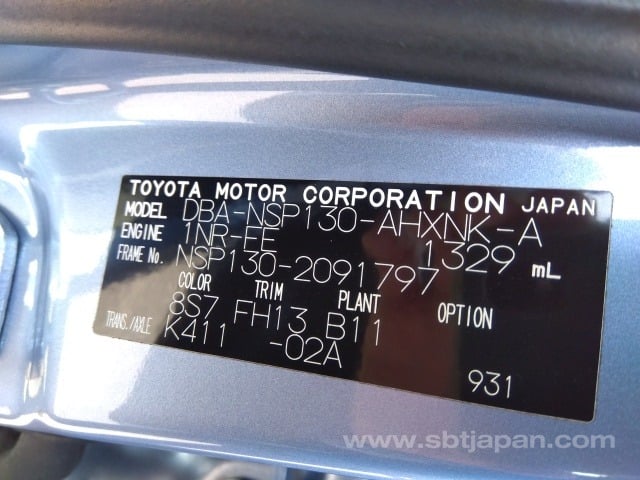 TOYOTA MOTOR CORPORATION JAPAN
MODEL DBA-NSP130-AHXNK-A
ENGINE 1NR-FE 1329 mL
FRAME No. NSP130-2091797
COLOR TRIM PLANT OPTION
8S7 FH13 B11
TRANS./AXLE K411 -02A
931
www.sbtjapan.com